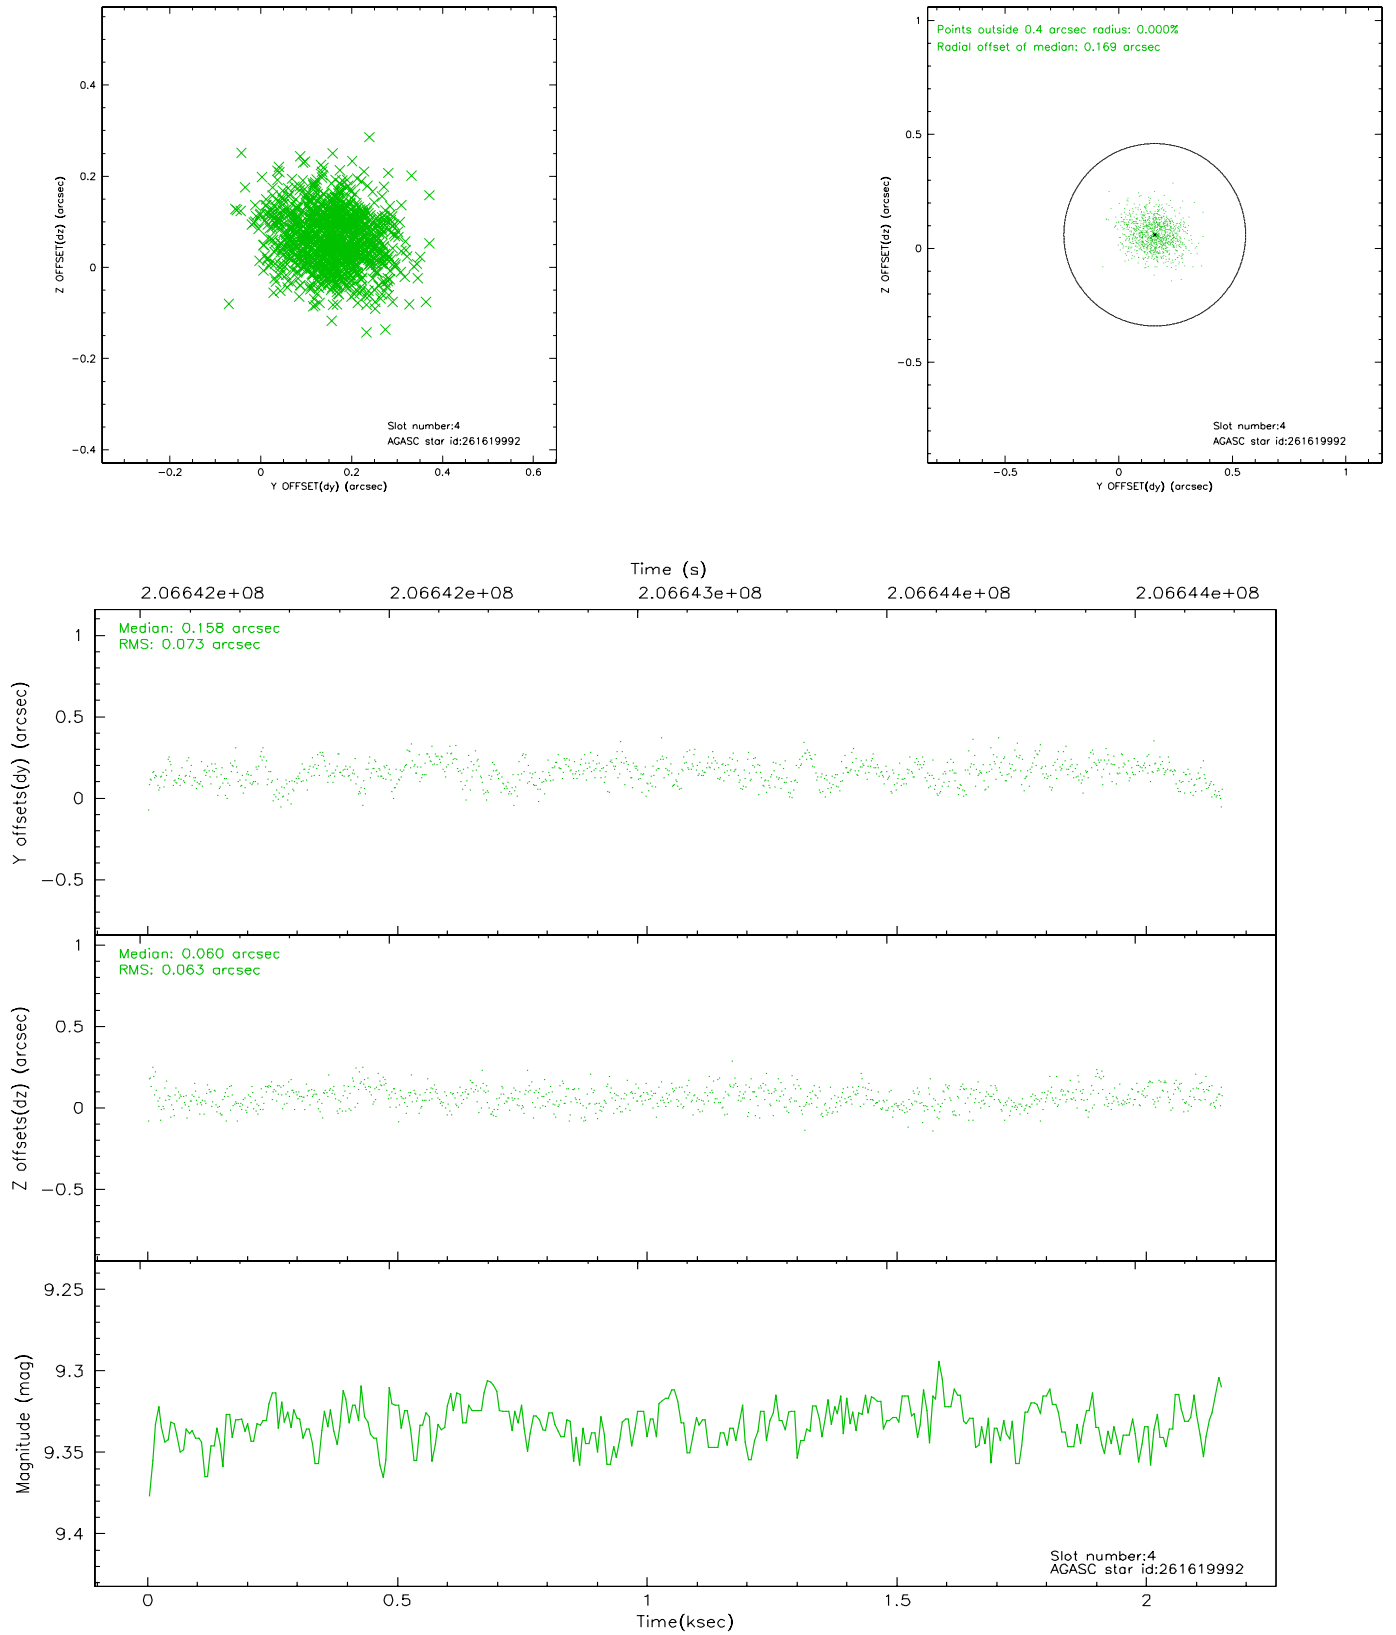 0.4
0.2
0
−0.2
−0.4
Z OFFSET(dz) (arcsec)
Slot number:4
AGASC star id:261619992
−0.2 0 0.2 0.4 0.6
Y OFFSET(dy) (arcsec)
Points outside 0.4 arcsec radius: 0.000%
Radial offset of median: 0.169 arcsec
1
0.5
0
−0.5
Z OFFSET(dz) (arcsec)
Slot number:4
AGASC star id:261619992
−0.5 0 0.5 1
Y OFFSET(dy) (arcsec)
Time (s)
2.06642e+08 2.06642e+08 2.06643e+08 2.06644e+08 2.06644e+08
Median: 0.158 arcsec
RMS: 0.073 arcsec
1
0.5
0
−0.5
Y offsets(dy) (arcsec)
Median: 0.060 arcsec
RMS: 0.063 arcsec
1
0.5
0
−0.5
Z offsets(dz) (arcsec)
9.25
9.3
9.35
9.4
Magnitude (mag)
Slot number:4
AGASC star id:261619992
0 0.5 1 1.5 2
Time(ksec)